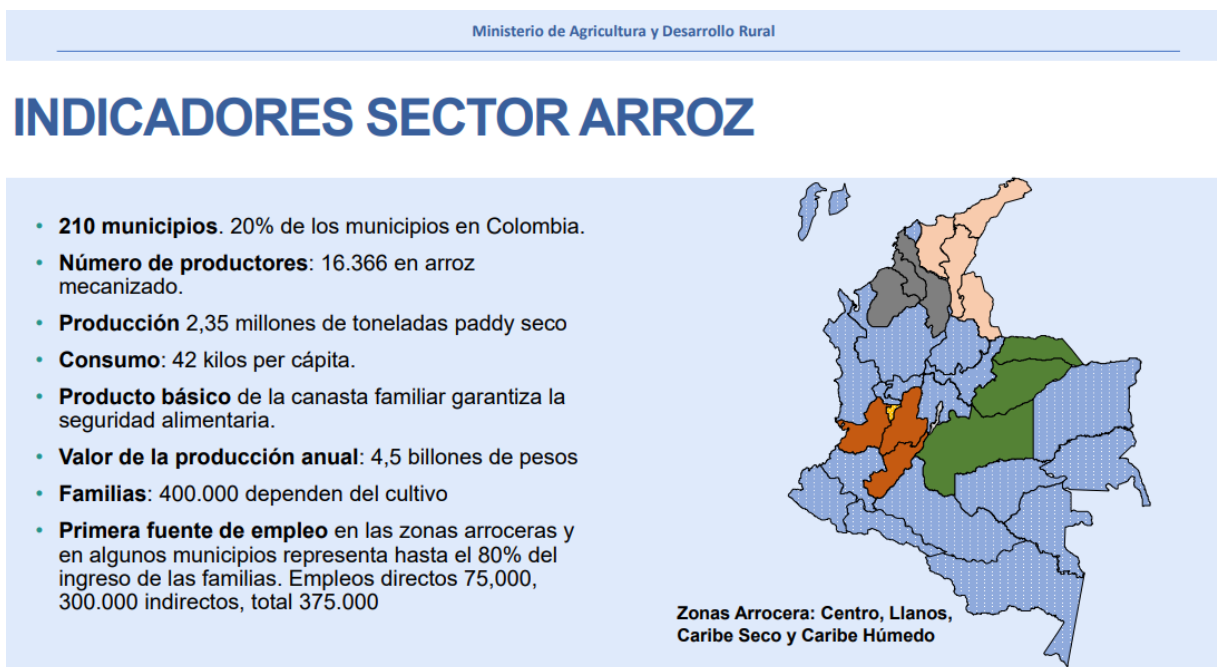 Ministerio de Agricultura y Desarrollo Rural
INDICADORES SECTOR ARROZ
• 210 municipios. 20% de los municipios en Colombia.
• Número de productores: 16.366 en arroz
mecanizado.
• Producción 2,35 millones de toneladas paddy seco
• Consumo: 42 kilos per cápita.
• Producto básico de la canasta familiar garantiza la
seguridad alimentaria.
• Valor de la producción anual: 4,5 billones de pesos
• Familias: 400.000 dependen del cultivo
• Primera fuente de empleo en las zonas arroceras y
en algunos municipios representa hasta el 80% del
ingreso de las familias. Empleos directos 75,000,
300.000 indirectos, total 375.000
Zonas Arrocera: Centro, Llanos,
Caribe Seco y Caribe Húmedo